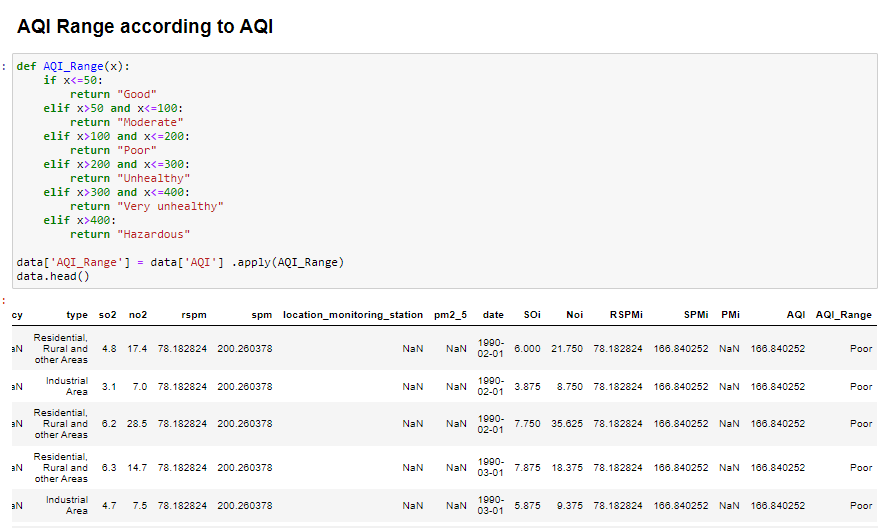 AQI Range according to AQI
:
def AQI_Range(x):
    if x<=50:
        return "Good"
    elif x>50 and x<=100:
        return "Moderate"
    elif x>100 and x<=200:
        return "Poor"
    elif x>200 and x<=300:
        return "Unhealthy"
    elif x>300 and x<=400:
        return "Very unhealthy"
    elif x>400:
        return "Hazardous"
data['AQI_Range'] = data['AQI'] .apply(AQI_Range)
data.head()
:
cy type so2 no2 rspm spm location_monitoring_station pm2_5 date SOi Noi RSPMi SPMi PMi AQI AQI_Range
Residential,
Rural and
other Areas
aN 4.8 17.4 78.182824 200.260378 NaN NaN 1990-
02-01 6.000 21.750 78.182824 166.840252 NaN 166.840252 Poor
Industrial
Area
aN 3.1 7.0 78.182824 200.260378 NaN NaN 1990-
02-01 3.875 8.750 78.182824 166.840252 NaN 166.840252 Poor
Residential,
Rural and
other Areas
aN 6.2 28.5 78.182824 200.260378 NaN NaN 1990-
02-01 7.750 35.625 78.182824 166.840252 NaN 166.840252 Poor
Residential,
Rural and
other Areas
aN 6.3 14.7 78.182824 200.260378 NaN NaN 1990-
03-01 7.875 18.375 78.182824 166.840252 NaN 166.840252 Poor
Industrial
Area
aN 4.7 7.5 78.182824 200.260378 NaN NaN 1990-
03-01 5.875 9.375 78.182824 166.840252 NaN 166.840252 Poor